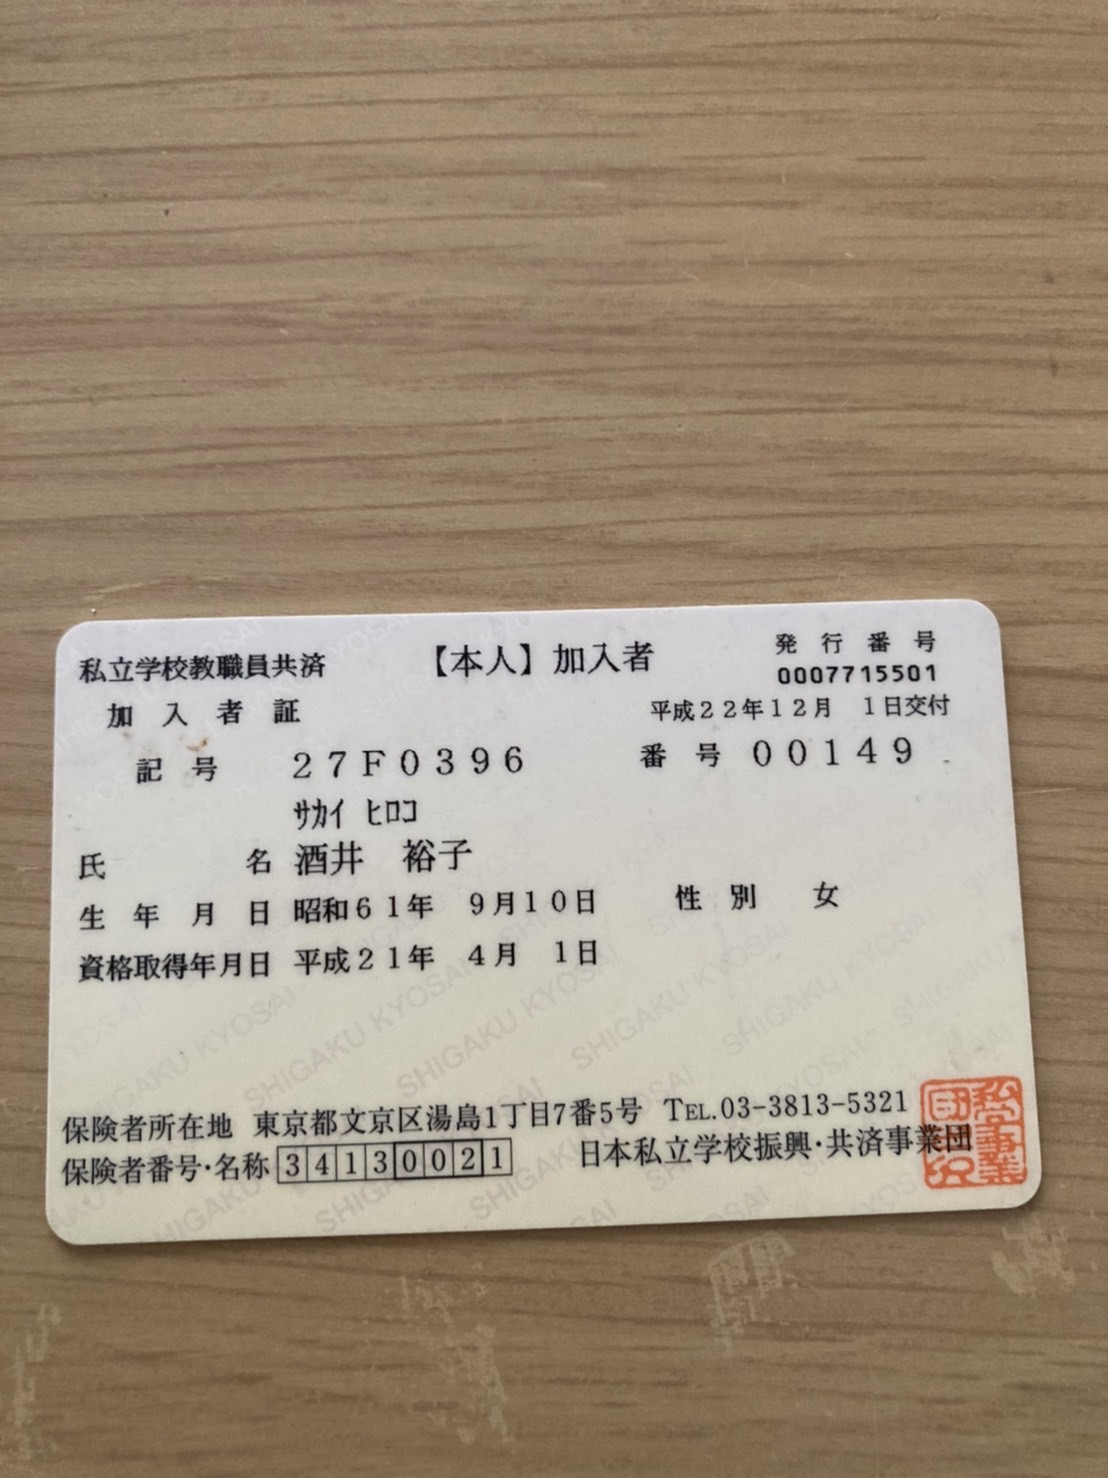 私立学校教職員共済 【本人】加入者 発行番号
0007715501
加入者証 平成22年12月 1日交付
記号 27F0396 番号 00149
サカイ ヒロコ
氏名 酒井 裕子
生年月日 昭和61年 9月10日 性別 女
資格取得年月日 平成21年 4月 1日
保険者所在地 東京都文京区湯島1丁目7番5号 TEL.03-3813-5321
保険者番号・名称 34130021 日本私立学校振興・共済事業団
SHIGAKU KYOSAI